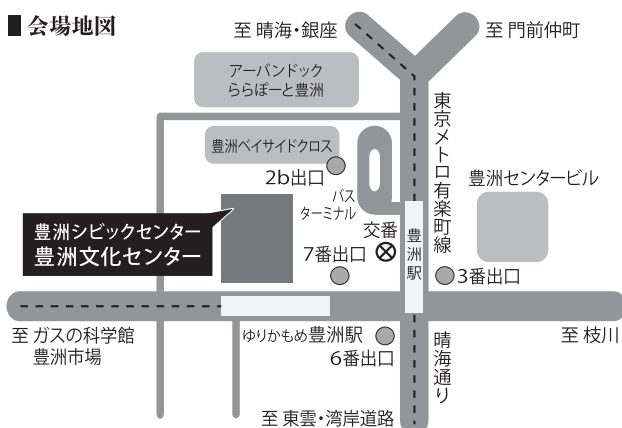 ■ 会場地図
至 晴海・銀座
至 門前仲町
アーバンドック
ららぽーと豊洲
東京メトロ有楽町線
豊洲ベイサイドクロス
2b出口
バス
ターミナル
豊洲センタービル
豊洲シビックセンター
豊洲文化センター
交番
7番出口
豊洲駅
3番出口
至 ガスの科学館
豊洲市場
ゆりかもめ豊洲駅
6番出口
晴海通り
至 枝川
至 東雲・湾岸道路